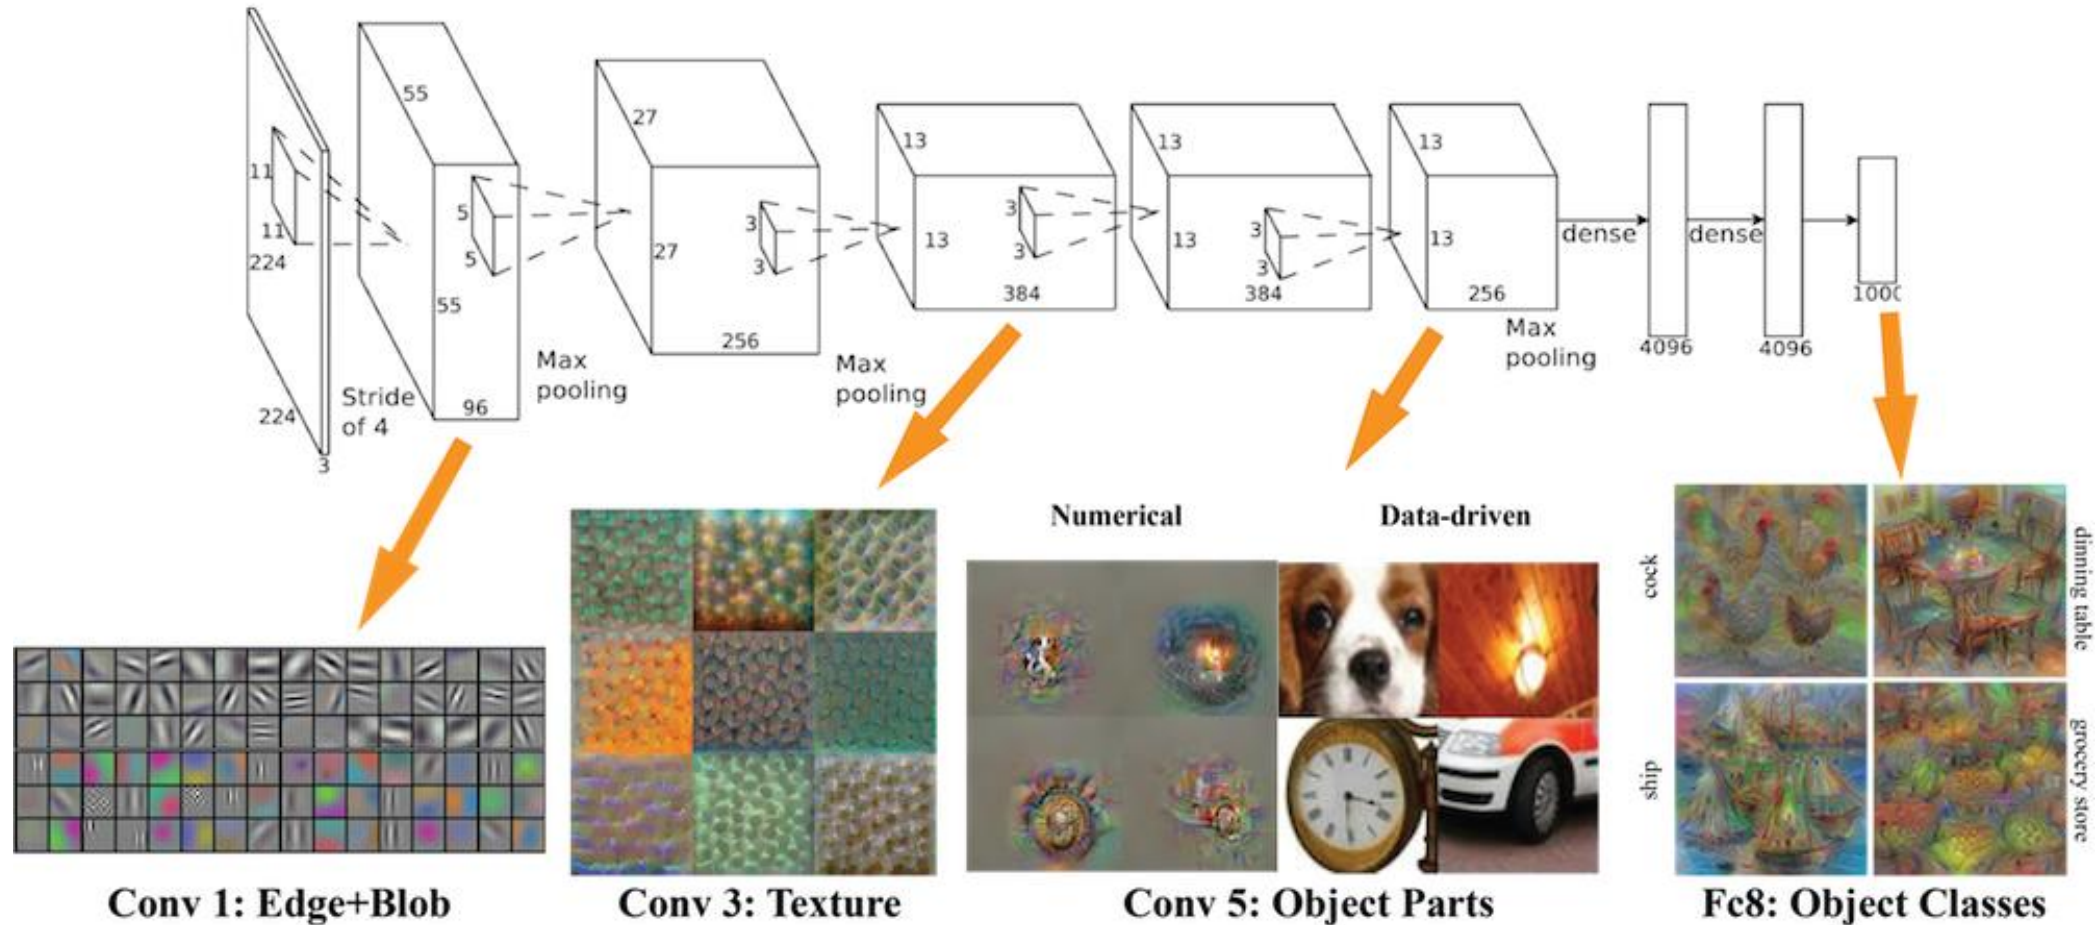 55
27
13
13
13
11
11
224
224
3
Stride
of 4
5
5
55
96
Max
pooling
3
3
27
256
Max
pooling
3
3
13
384
3
3
13
384
13
256
Max
pooling
dense
dense
4096
4096
1000
Numerical
Data-driven
cock
ship
dinning table
grocery store
Conv 1: Edge+Blob
Conv 3: Texture
Conv 5: Object Parts
Fc8: Object Classes